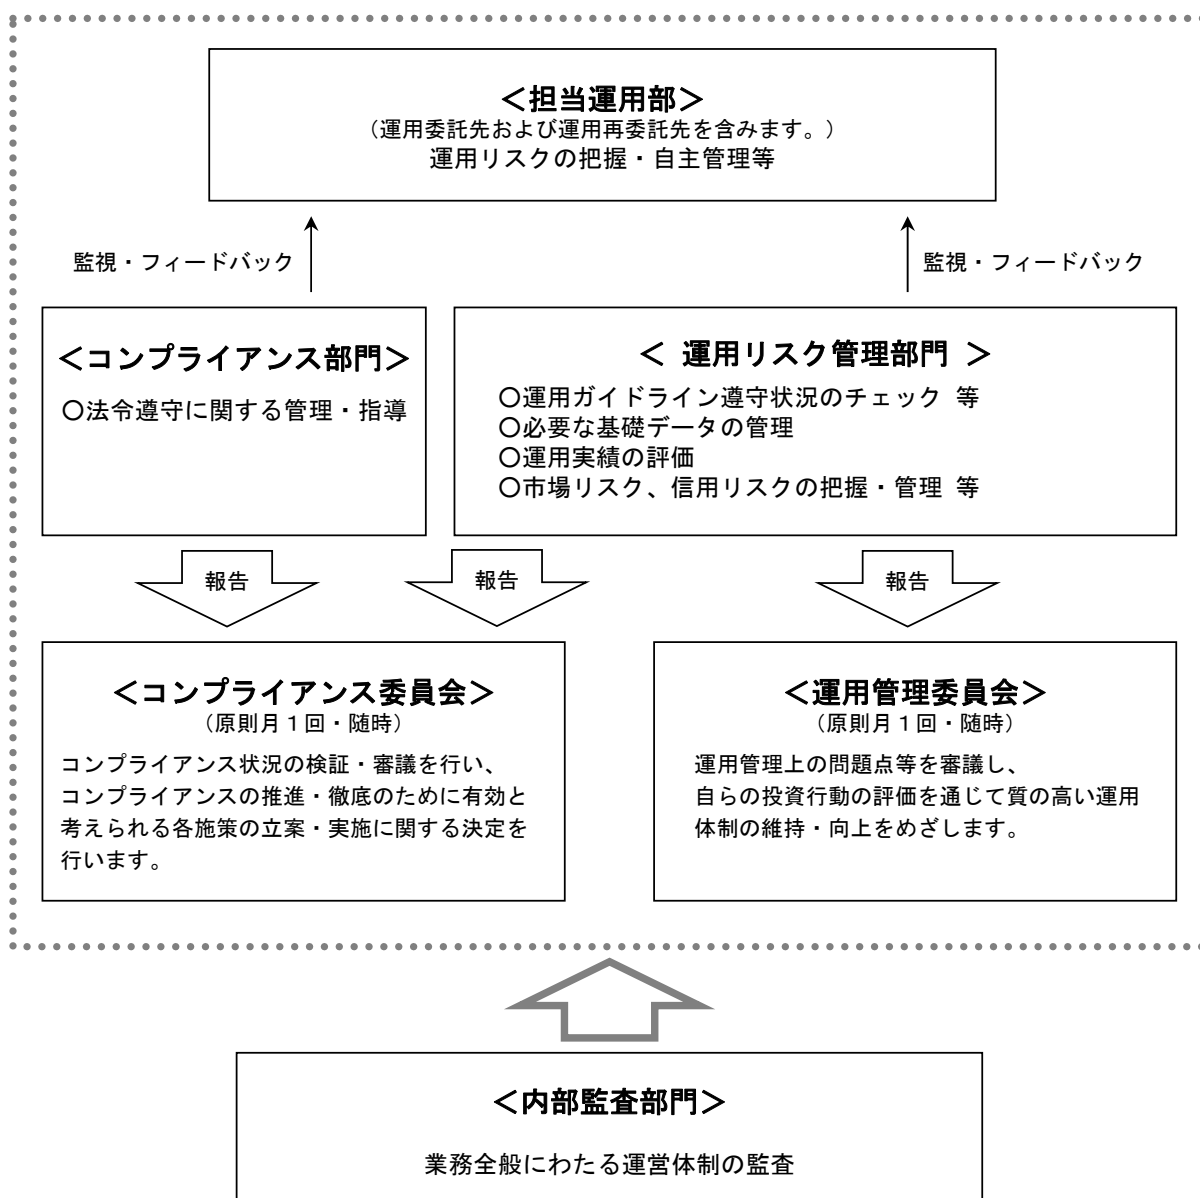 ＜担当運用部＞
（運用委託先および運用再委託先を含みます。）
運用リスクの把握・自主管理等
監視・フィードバック
監視・フィードバック
＜コンプライアンス部門＞
○法令遵守に関する管理・指導
＜ 運用リスク管理部門 ＞
○運用ガイドライン遵守状況のチェック 等
○必要な基礎データの管理
○運用実績の評価
○市場リスク、信用リスクの把握・管理 等
報告
報告
報告
＜コンプライアンス委員会＞
（原則月１回・随時）
コンプライアンス状況の検証・審議を行い、
コンプライアンスの推進・徹底のために有効と
考えられる各施策の立案・実施に関する決定を
行います。
＜運用管理委員会＞
（原則月１回・随時）
運用管理上の問題点等を審議し、
自らの投資行動の評価を通じて質の高い運用
体制の維持・向上をめざします。
＜内部監査部門＞
業務全般にわたる運営体制の監査